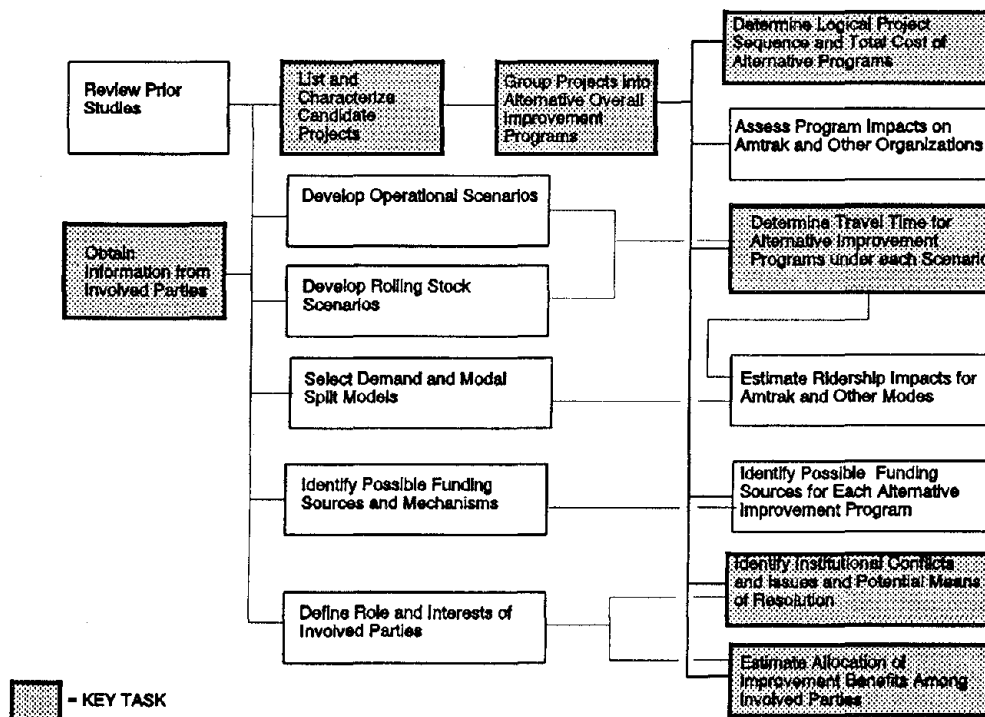 Review Prior
Studies
Obtain
Information from
Involved Parties
List and
Characterize
Candidate
Projects
Group Projects into
Alternative Overall
Improvement
Programs
Develop Operational Scenarios
Develop Rolling Stock
Scenarios
Select Demand and Modal
Split Models
Identify Possible Funding
Sources and Mechanisms
Define Role and Interests of
Involved Parties
Determine Logical Project
Sequence and Total Cost of
Alternative Programs
Assess Program Impacts on
Amtrak and Other Organizations
Determine Travel Time for
Alternative Improvement
Programs under each Scenario
Estimate Ridership Impacts for
Amtrak and Other Modes
Identify Possible Funding
Sources for Each Alternative
Improvement Program
Identify Institutional Conflicts
and Issues and Potential Means
of Resolution
Estimate Allocation of
Improvement Benefits Among
Involved Parties
= KEY TASK